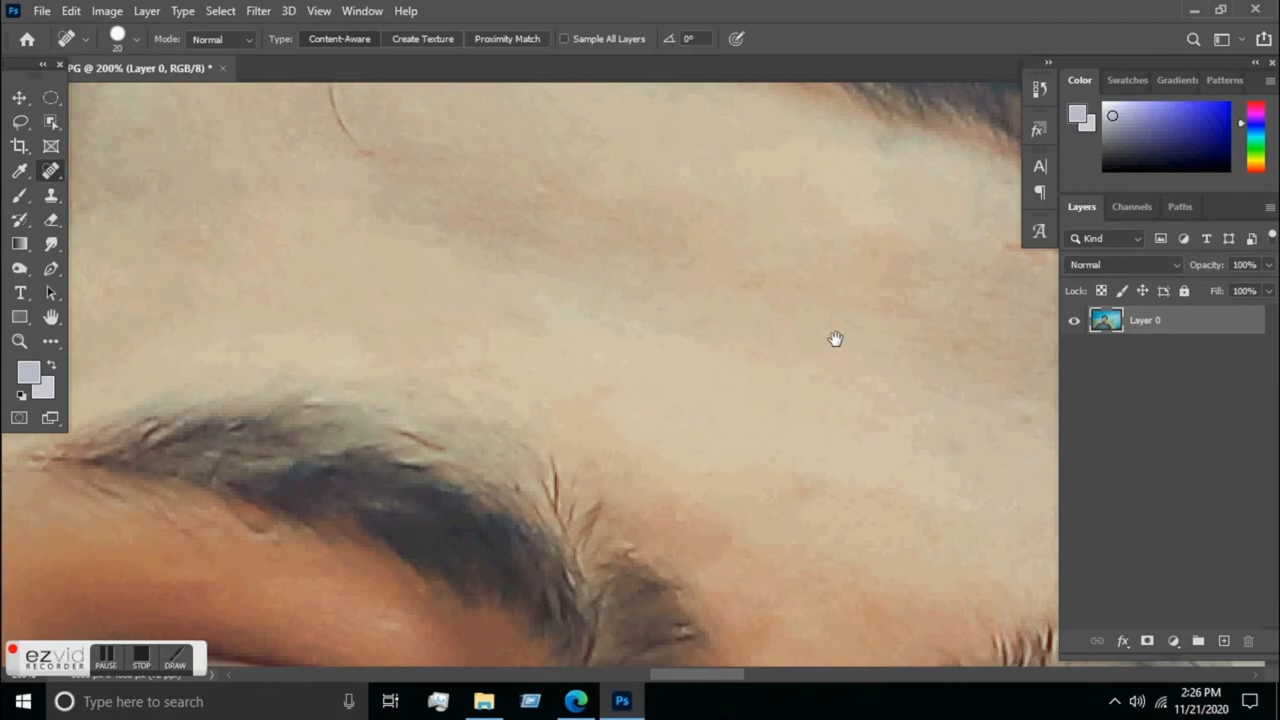 Ps File Edit Image Layer Type Select Filter 3D View Window Help
20 Mode: Normal Type: Content-Aware Create Texture Proximity Match Sample All Layers 0°
PG @ 200% (Layer 0, RGB/8) * ×
Color Swatches Gradients Patterns
Layers Channels Paths
Kind
Normal Opacity: 100%
Lock: Fill: 100%
Layer 0
ezvid
RECORDER
PAUSE STOP DRAW
Type here to search
Ps
2:26 PM
11/21/2020